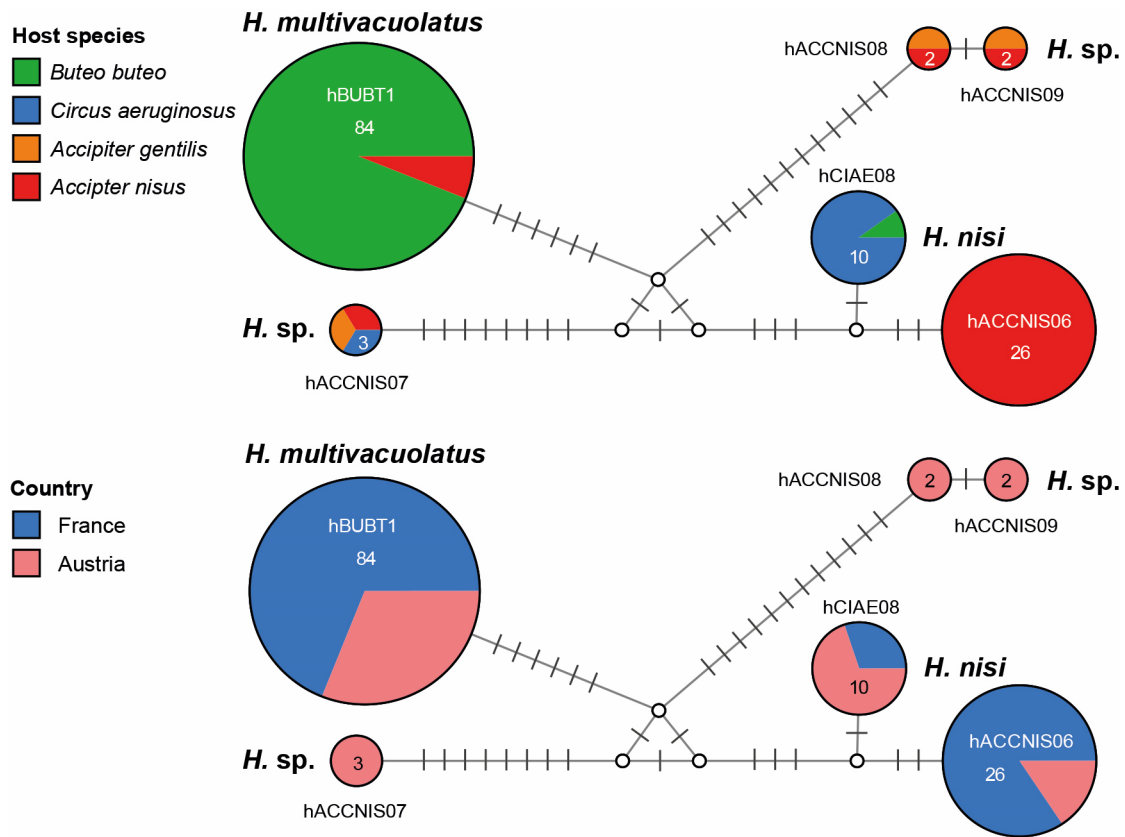 H. multivacuolatus
Host species
Buteo buteo
Circus aeruginosus
Accipiter gentilis
Accipter nisus
hBUBT1
84
hACCNIS08
2
2
H. sp.
hACCNIS09
hCIAE08
10
H. nisi
H. sp.
3
hACCNIS07
hACCNIS06
26
H. multivacuolatus
Country
France
Austria
hBUBT1
84
hACCNIS08
2
2
H. sp.
hACCNIS09
hCIAE08
10
H. nisi
H. sp.
3
hACCNIS07
hACCNIS06
26